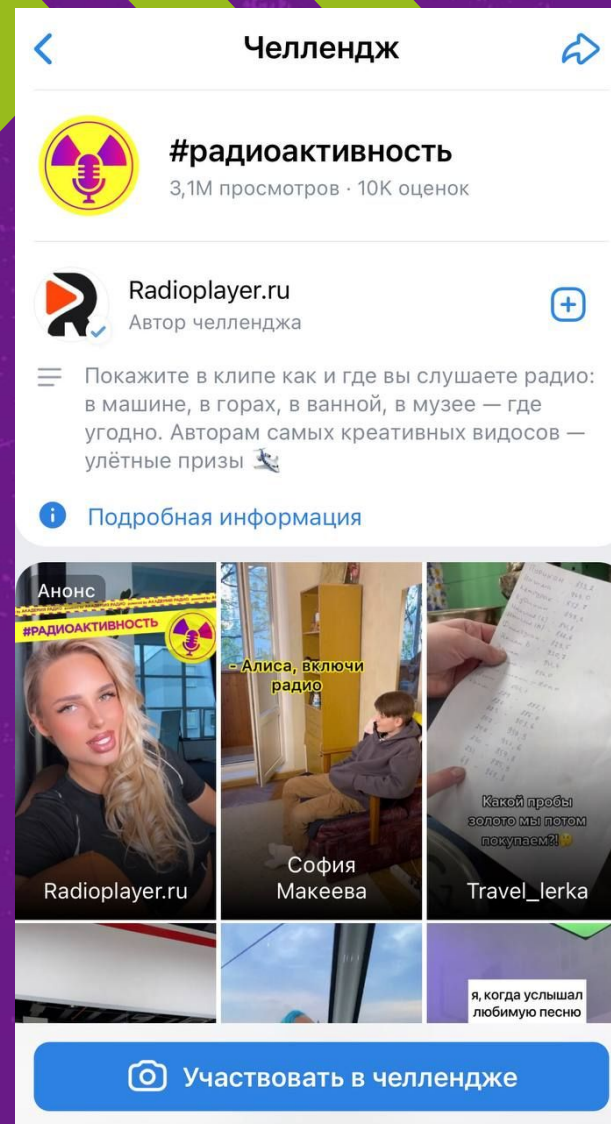 Челлендж
#радиоактивность
3,1M просмотров · 10K оценок
Radioplayer.ru
Автор челленджа
Покажите в клипе как и где вы слушаете радио:
в машине, в горах, в ванной, в музее — где
угодно. Авторам самых креативных видосов —
улётные призы
Подробная информация
Анонс
#РАДИОАКТИВНОСТЬ
Radioplayer.ru
- Алиса, включи
радио
София
Макеева
Какой пробы
золото мы потом
покупаем?!
Travel_lerka
я, когда услышал
любимую песню
Участвовать в челлендже